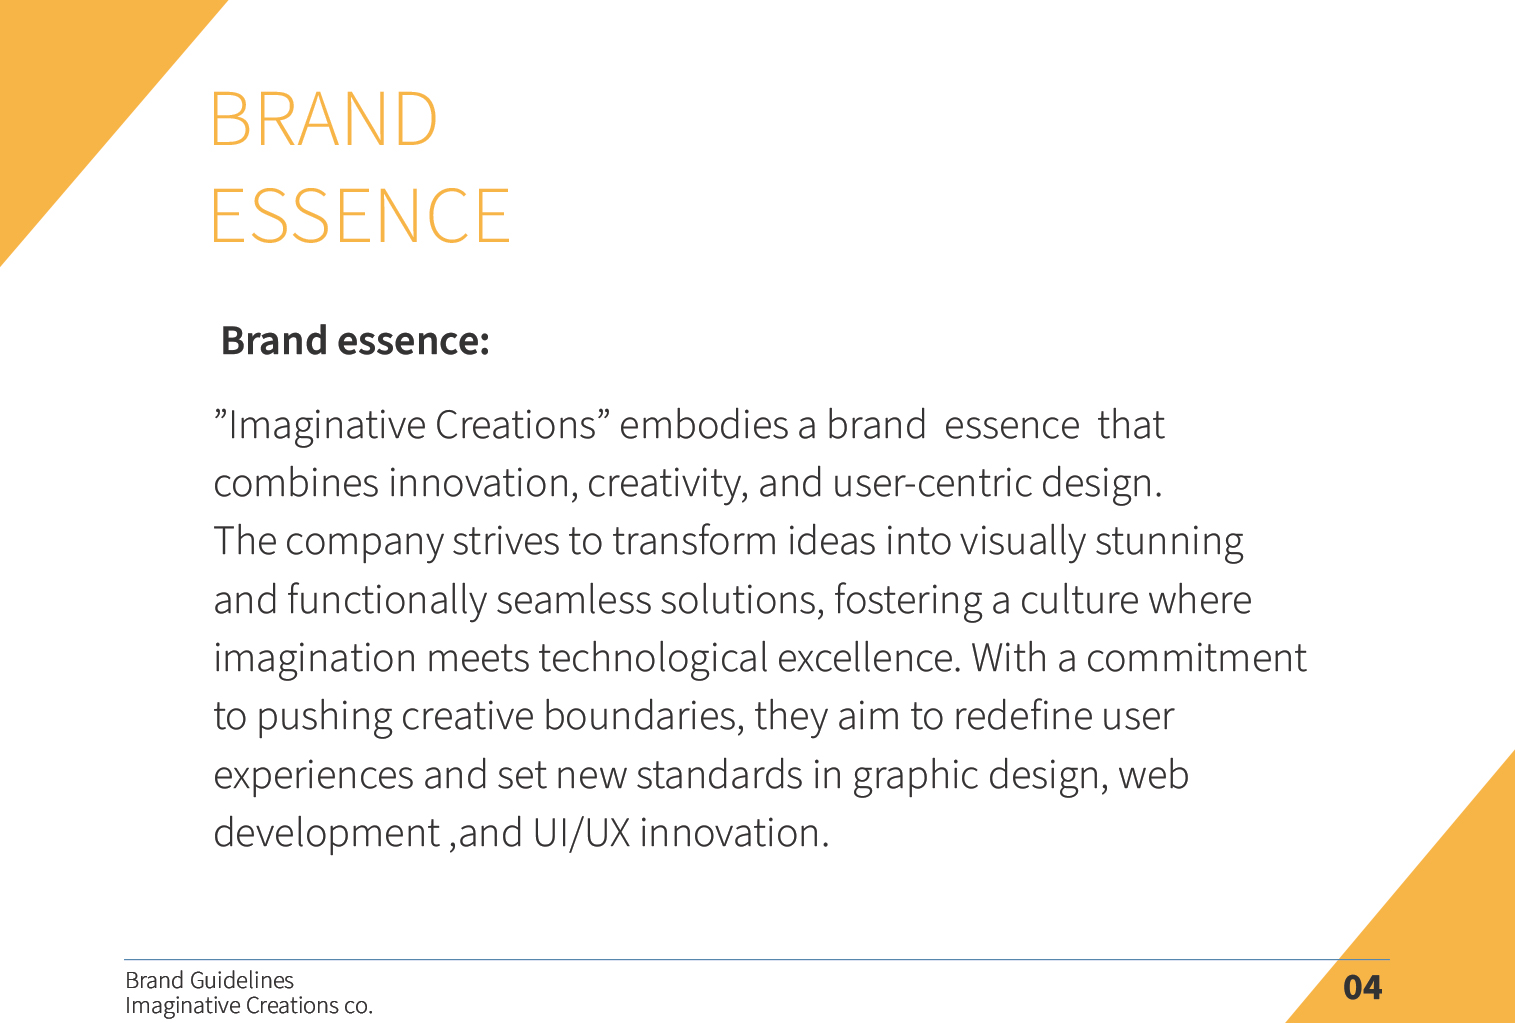 BRAND
ESSENCE
Brand essence:
”Imaginative Creations” embodies a brand  essence  that
combines innovation, creativity, and user-centric design.
The company strives to transform ideas into visually stunning
and functionally seamless solutions, fostering a culture where
imagination meets technological excellence. With a commitment
to pushing creative boundaries, they aim to redefine user
experiences and set new standards in graphic design, web
development ,and UI/UX innovation.
Brand Guidelines
Imaginative Creations co.
04